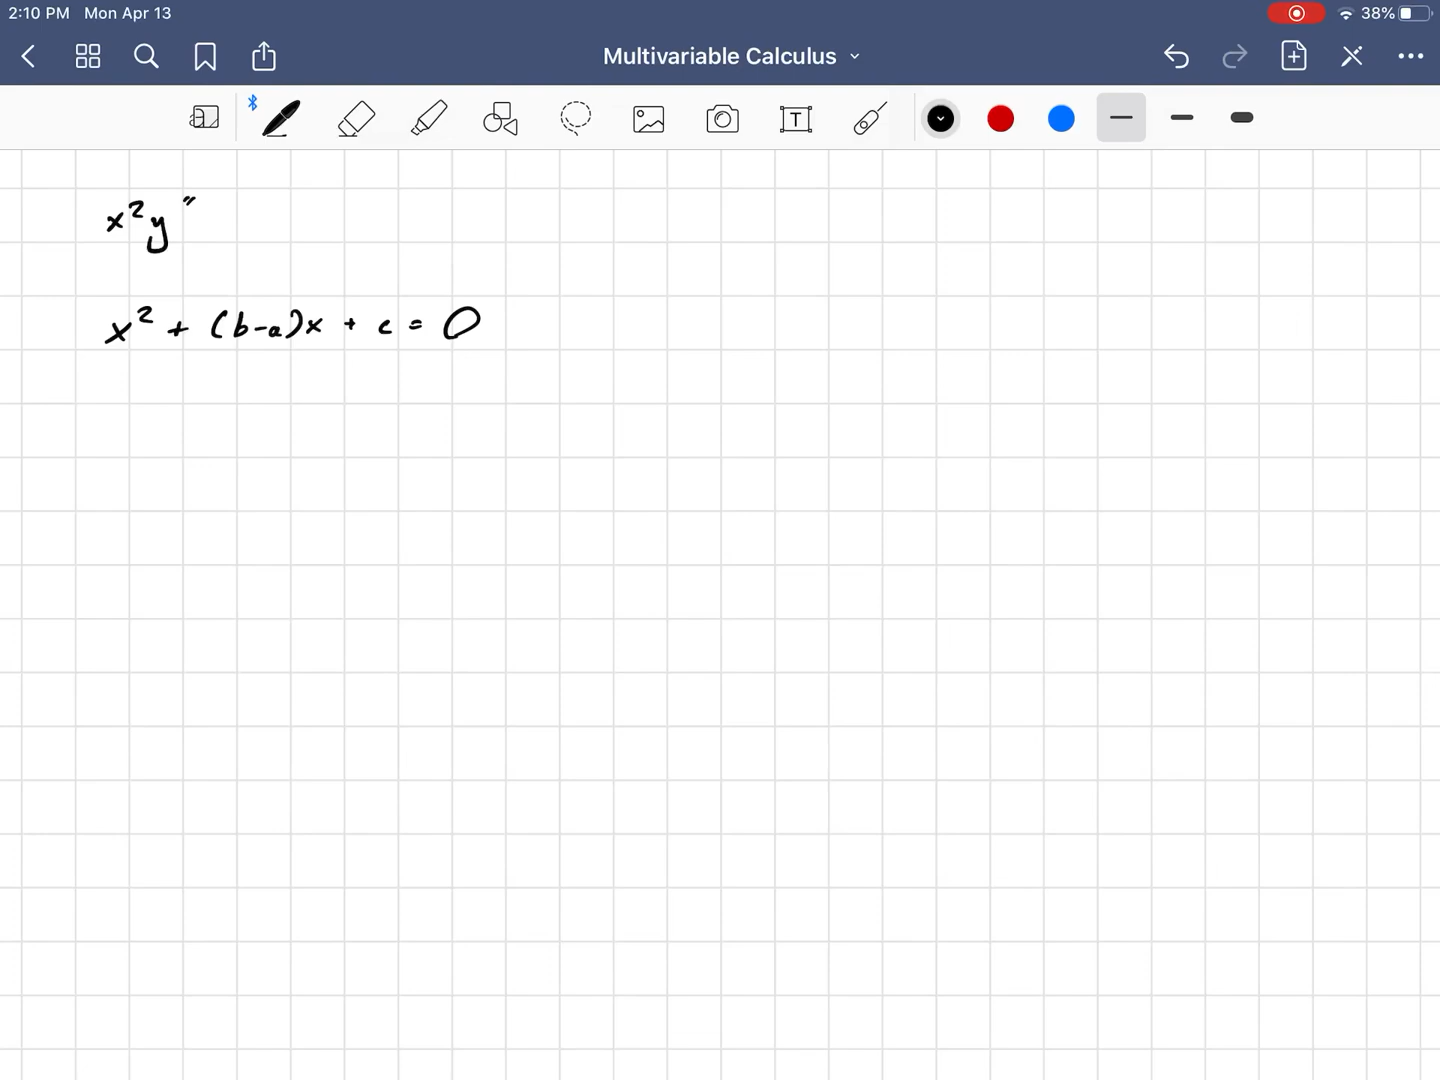 2:10 PM Mon Apr 13
38%
Multivariable Calculus
a
T
x²y"
x² + (b-a)x + c = 0